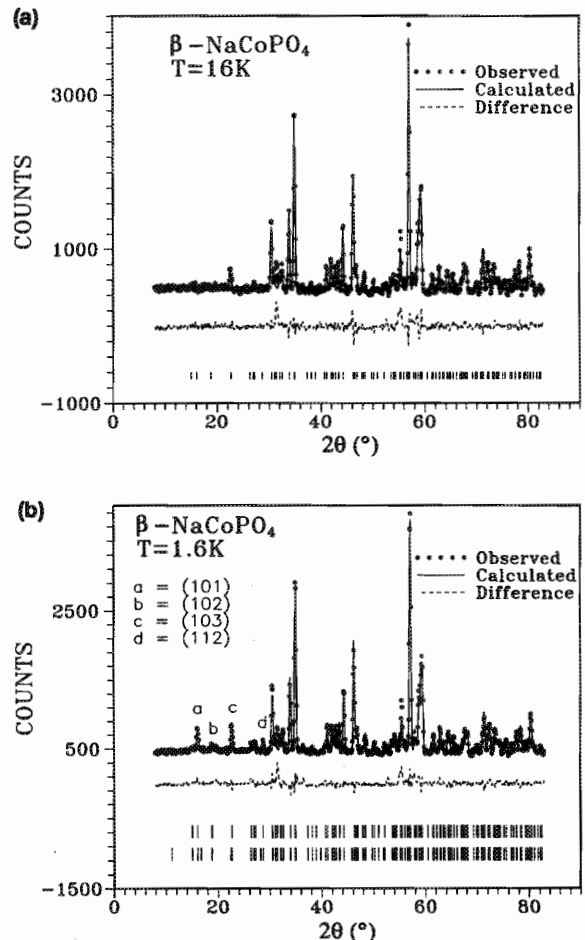 (a)
β-NaCoPO₄
T=16K
Observed
Calculated
Difference
COUNTS
3000
1000
-1000
0 20 40 60 80
2θ (°)
(b)
β-NaCoPO₄
T=1.6K
a = (101)
b = (102)
c = (103)
d = (112)
Observed
Calculated
Difference
a
b
c
d
COUNTS
2500
500
-1500
0 20 40 60 80
2θ (°)